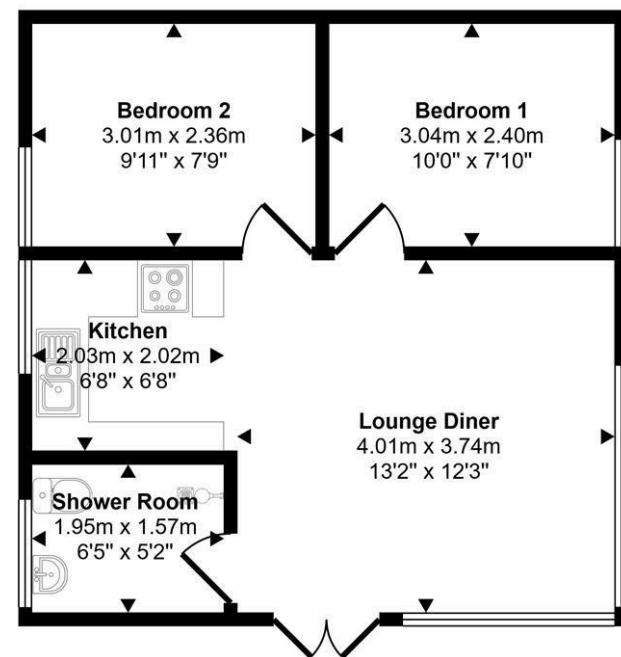 Bedroom 2
3.01m x 2.36m
9'11" x 7'9"
Bedroom 1
3.04m x 2.40m
10'0" x 7'10"
Kitchen
2.03m x 2.02m
6'8" x 6'8"
Lounge Diner
4.01m x 3.74m
13'2" x 12'3"
Shower Room
1.95m x 1.57m
6'5" x 5'2"